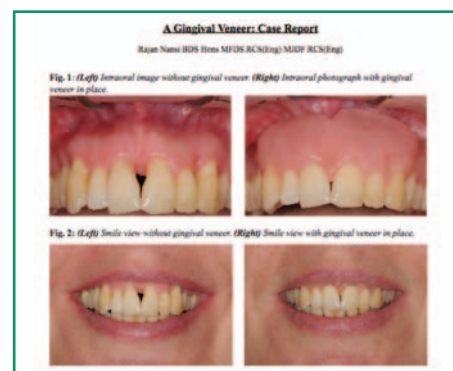 A Gingival Veneer: Case Report
Rajan Nansi BDS Hons MFDS RCS(Eng) MJDF RCS(Eng)
Fig. 1: (Left) Intraoral image without gingival veneer. (Right) Intraoral photograph with gingival
veneer in place.
Fig. 2: (Left) Smile view without gingival veneer. (Right) Smile view with gingival veneer in place.